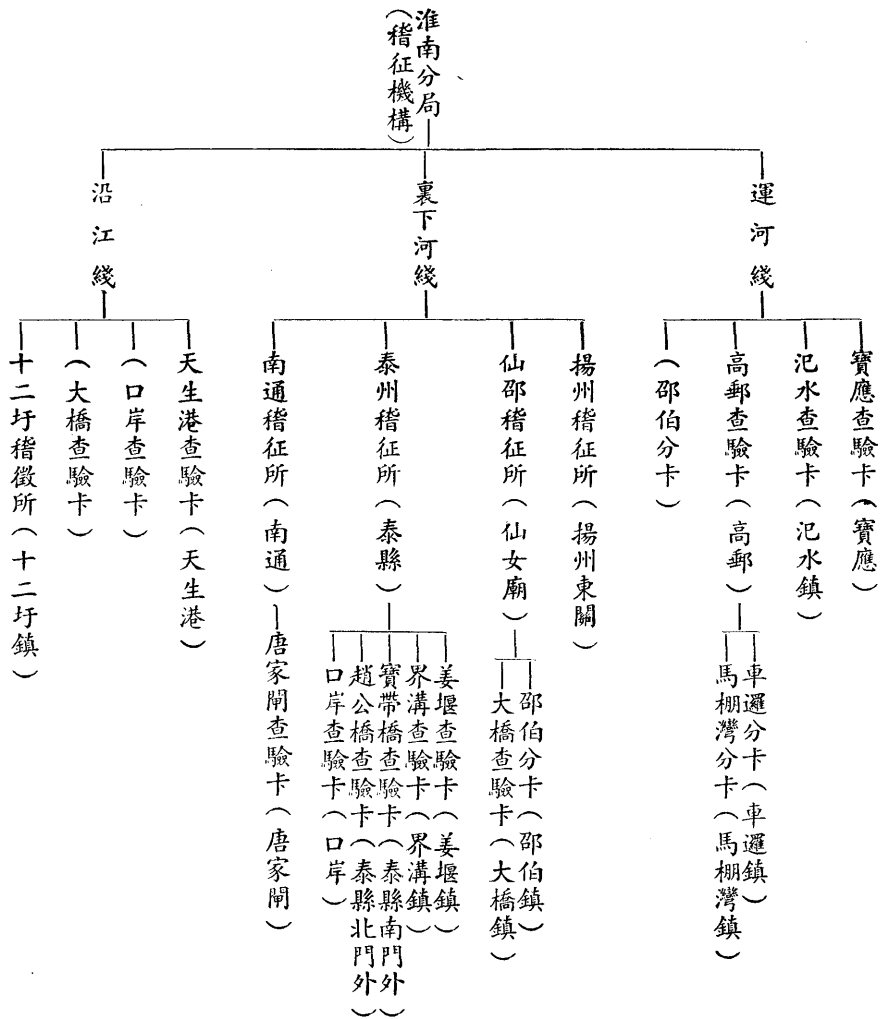 淮南分局
（稽征機構）
運河綫
寶應查驗卡（寶應）
氾水查驗卡（氾水鎮）
高郵查驗卡（高郵）
車邏分卡（車邏鎮）
馬棚灣分卡（馬棚灣鎮）
（邵伯分卡）
裏下河綫
揚州稽征所（揚州東關）
仙邵稽征所（仙女廟）
邵伯分卡（邵伯鎮）
大橋查驗卡（大橋鎮）
泰州稽征所（泰縣）
姜堰查驗卡（姜堰鎮）
界溝查驗卡（界溝鎮）
寶帶橋查驗卡（泰縣南門外）
趙公橋查驗卡（泰縣北門外）
口岸查驗卡（口岸）
南通稽征所（南通）
唐家閘查驗卡（唐家閘）
沿江綫
天生港查驗卡（天生港）
（口岸查驗卡）
（大橋查驗卡）
十二圩稽徵所（十二圩鎮）